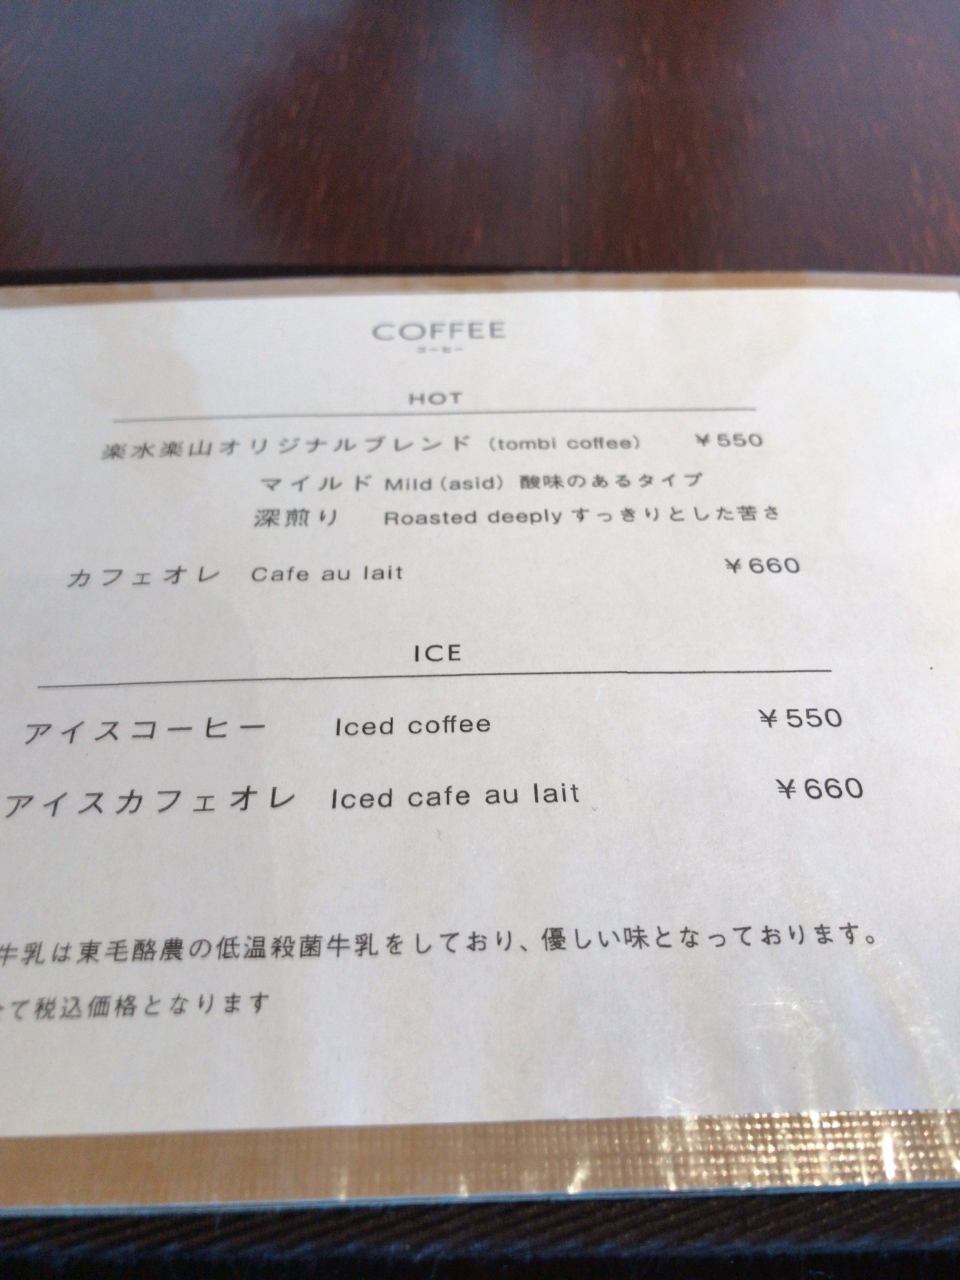 COFFEE
コーヒー
HOT
楽水楽山オリジナルブレンド (tombi coffee) ¥550
マイルド Mild (asid) 酸味のあるタイプ
深煎り Roasted deeply すっきりとした苦さ
カフェオレ Cafe au lait ¥660
ICE
アイスコーヒー Iced coffee ¥550
アイスカフェオレ Iced cafe au lait ¥660
牛乳は東毛酪農の低温殺菌牛乳をしており、優しい味となっております。
て税込価格となります